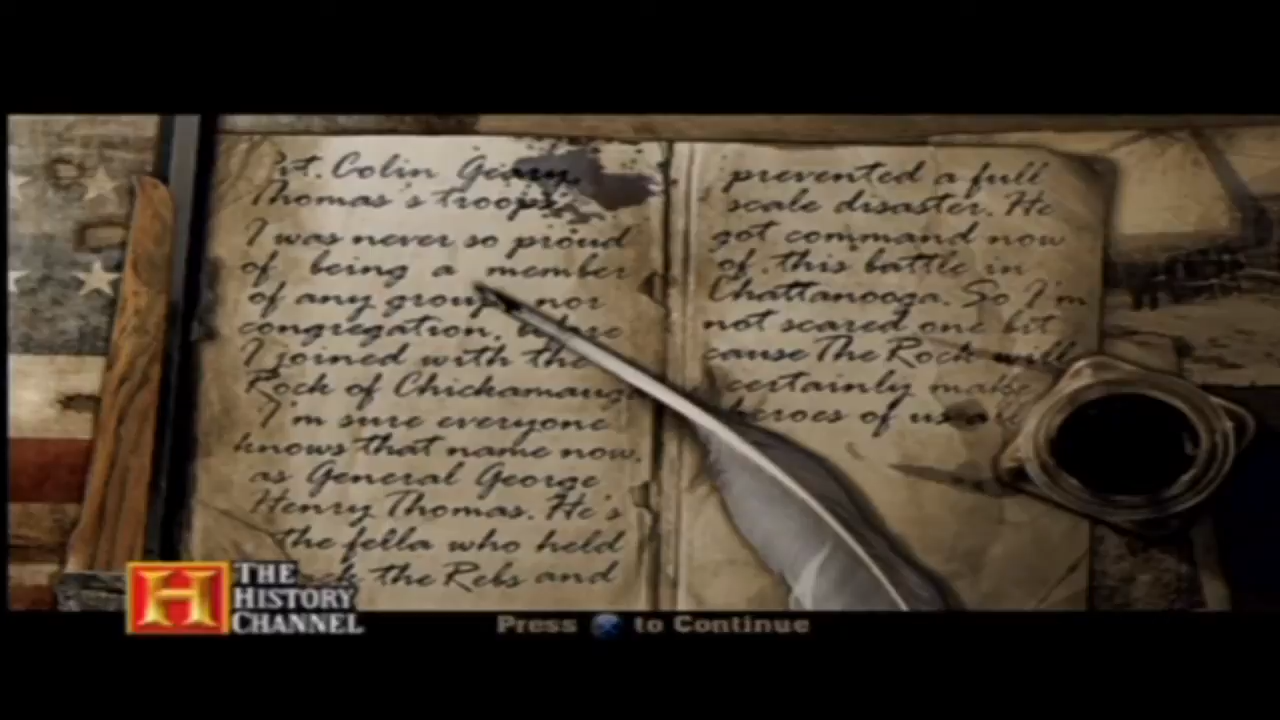 Colin Geary,
Thomas's troops
I was never so proud
of being a member
of any group nor
congregation, before
I joined with the
Rock of Chickamauga
I'm sure everyone
knows that name now,
as General George
Henry Thomas. He's
the fella who held
the Rebs and
prevented a full
scale disaster. He
got command now
of this battle in
Chattanooga. So I'm
not scared one bit
cause The Rock will
certainly make
heroes of us
THE
HISTORY
CHANNEL
Press to Continue